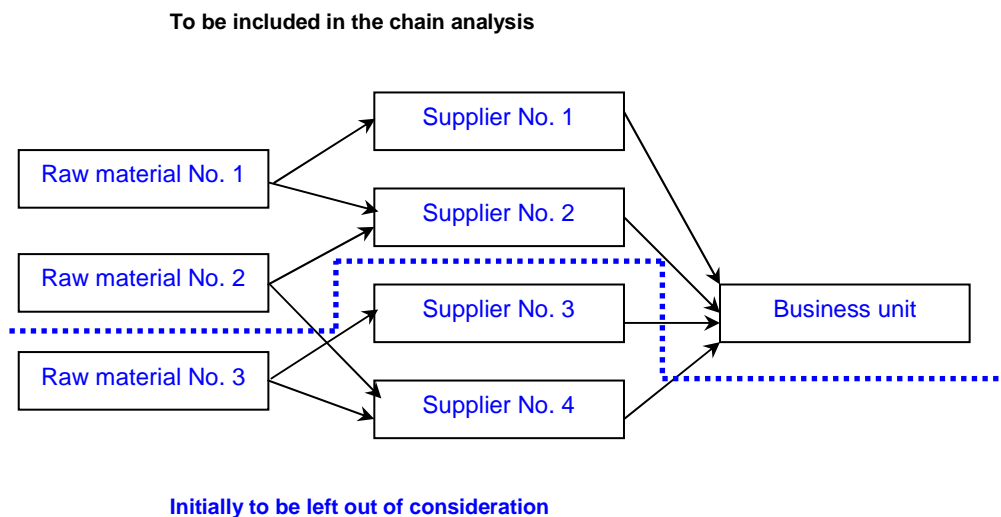 To be included in the chain analysis
Supplier No. 1
Raw material No. 1
Supplier No. 2
Raw material No. 2
Supplier No. 3
Business unit
Raw material No. 3
Supplier No. 4
Initially to be left out of consideration